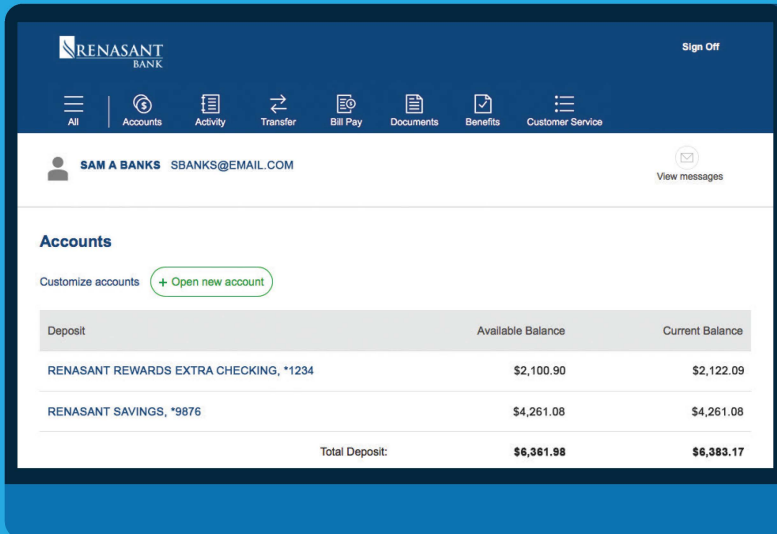 RENASANT
BANK
Sign Off
All Accounts Activity Transfer Bill Pay Documents Benefits Customer Service
SAM A BANKS SBANKS@EMAIL.COM
View messages
Accounts
Customize accounts + Open new account
Deposit Available Balance Current Balance
RENASANT REWARDS EXTRA CHECKING, *1234 $2,100.90 $2,122.09
RENASANT SAVINGS, *9876 $4,261.08 $4,261.08
Total Deposit: $6,361.98 $6,383.17